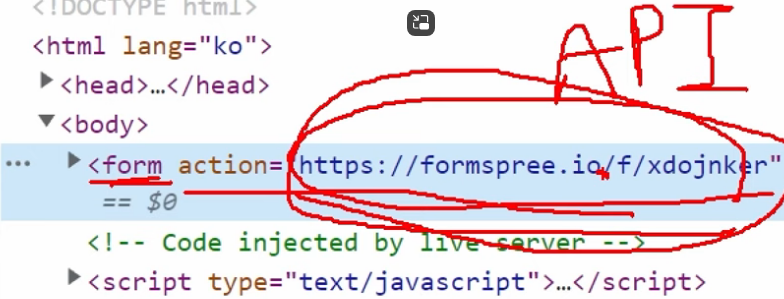 <!DOCTYPE html>
API
<html lang="ko">
<head>…</head>
<body>
··· <form action="https://formspree.io/f/xdojnker"
== $0
<!-- Code injected by live-server -->
<script type="text/javascript">…</script>